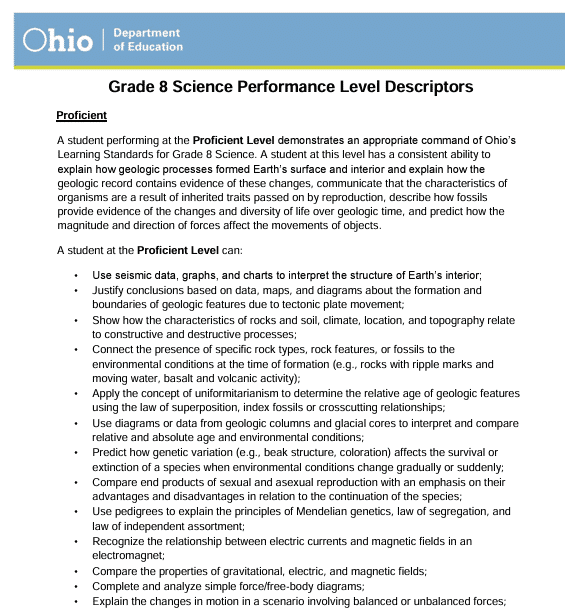 Ohio
Department
of Education
Grade 8 Science Performance Level Descriptors
Proficient
A student performing at the Proficient Level demonstrates an appropriate command of Ohio's
Learning Standards for Grade 8 Science. A student at this level has a consistent ability to
explain how geologic processes formed Earth's surface and interior and explain how the
geologic record contains evidence of these changes, communicate that the characteristics of
organisms are a result of inherited traits passed on by reproduction, describe how fossils
provide evidence of the changes and diversity of life over geologic time, and predict how the
magnitude and direction of forces affect the movements of objects.
A student at the Proficient Level can:
• Use seismic data, graphs, and charts to interpret the structure of Earth's interior;
• Justify conclusions based on data, maps, and diagrams about the formation and
boundaries of geologic features due to tectonic plate movement;
• Show how the characteristics of rocks and soil, climate, location, and topography relate
to constructive and destructive processes;
• Connect the presence of specific rock types, rock features, or fossils to the
environmental conditions at the time of formation (e.g., rocks with ripple marks and
moving water, basalt and volcanic activity);
• Apply the concept of uniformitarianism to determine the relative age of geologic features
using the law of superposition, index fossils or crosscutting relationships;
• Use diagrams or data from geologic columns and glacial cores to interpret and compare
relative and absolute age and environmental conditions;
• Predict how genetic variation (e.g., beak structure, coloration) affects the survival or
extinction of a species when environmental conditions change gradually or suddenly;
• Compare end products of sexual and asexual reproduction with an emphasis on their
advantages and disadvantages in relation to the continuation of the species;
• Use pedigrees to explain the principles of Mendelian genetics, law of segregation, and
law of independent assortment;
• Recognize the relationship between electric currents and magnetic fields in an
electromagnet;
• Compare the properties of gravitational, electric, and magnetic fields;
• Complete and analyze simple force/free-body diagrams;
• Explain the changes in motion in a scenario involving balanced or unbalanced forces;